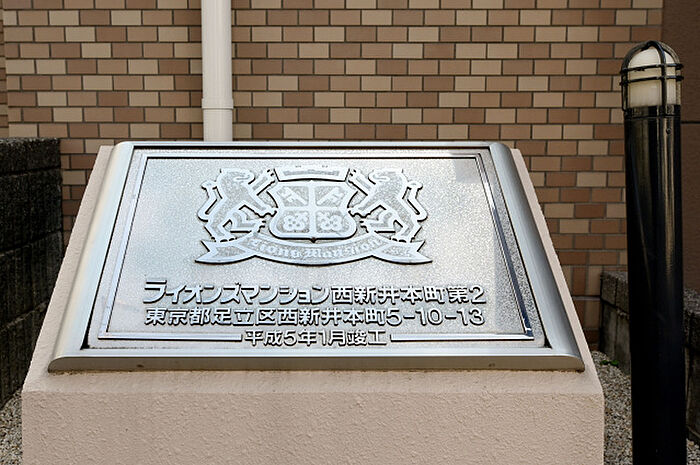 Lions Mansion
ライオンズマンション西新井本町第2
東京都足立区西新井本町5-10-13
平成5年1月竣工